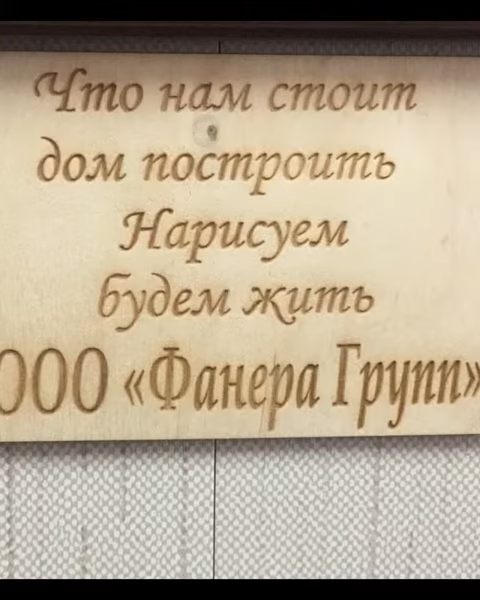 Что нам стоит
дом построить
Нарисуем
будем жить
ООО «Фанера Групп»